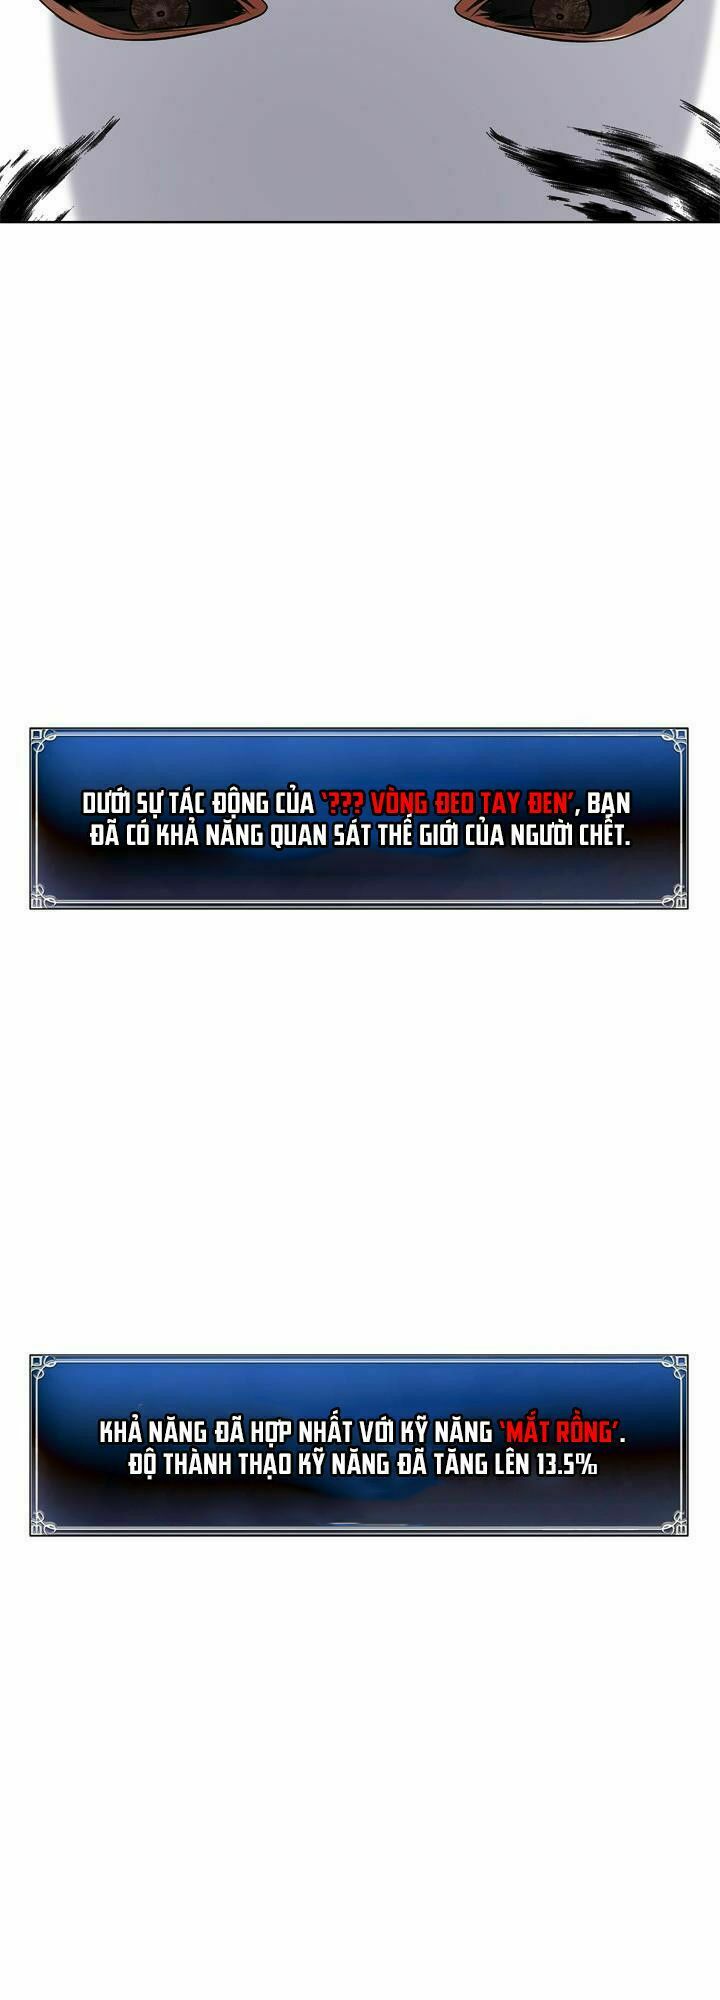 DƯỚI SỰ TÁC ĐỘNG CỦA '??? VÒNG ĐEO TAY ĐEN', BẠN
ĐÃ CÓ KHẢ NĂNG QUAN SÁT THẾ GIỚI CỦA NGƯỜI CHẾT.
KHẢ NĂNG ĐÃ HỢP NHẤT VỚI KỸ NĂNG 'MẮT RỒNG'.
ĐỘ THÀNH THẠO KỸ NĂNG ĐÃ TĂNG LÊN 13.5%